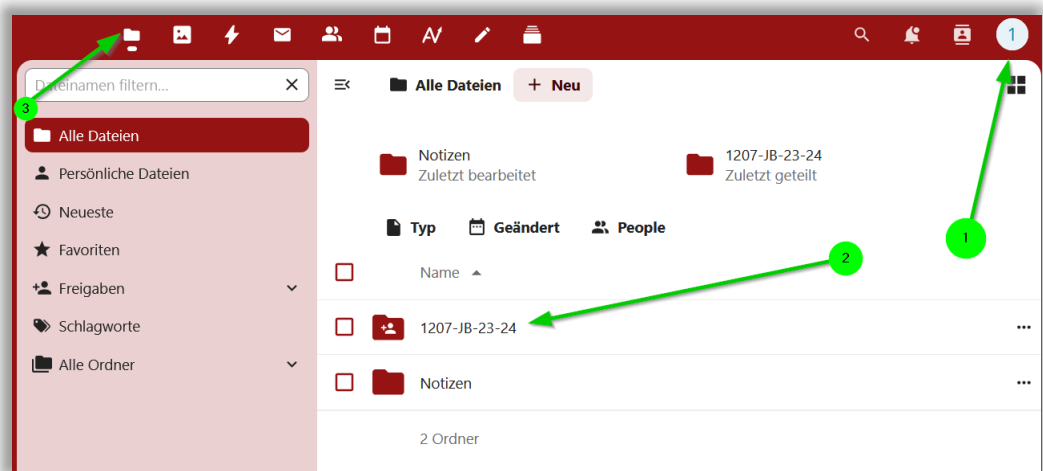 1
Dateinamen filtern...
3
Alle Dateien
Persönliche Dateien
Neueste
Favoriten
Freigaben
Schlagworte
Alle Ordner
Alle Dateien
+ Neu
Notizen
Zuletzt bearbeitet
1207-JB-23-24
Zuletzt geteilt
Typ
Geändert
People
1
2
Name
1207-JB-23-24
Notizen
2 Ordner